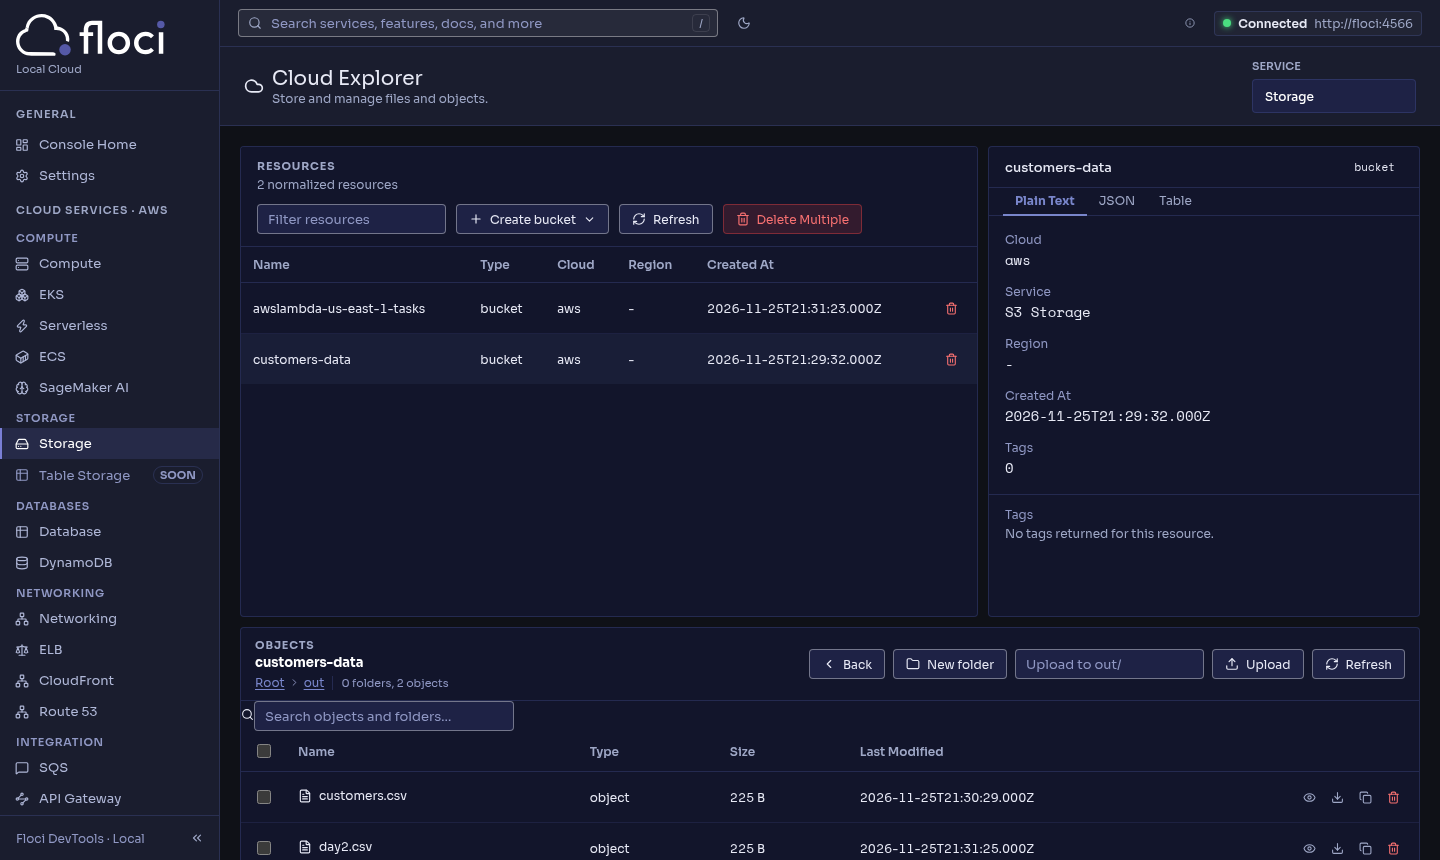 floci
Local Cloud
GENERAL
Console Home
Settings
CLOUD SERVICES · AWS
COMPUTE
Compute
EKS
Serverless
ECS
SageMaker AI
STORAGE
Storage
Table Storage SOON
DATABASES
Database
DynamoDB
NETWORKING
Networking
ELB
CloudFront
Route 53
INTEGRATION
SQS
API Gateway
Floci DevTools · Local
Search services, features, docs, and more /
Connected http://floci:4566
Cloud Explorer
Store and manage files and objects.
SERVICE
Storage
RESOURCES
2 normalized resources
Filter resources Create bucket Refresh Delete Multiple
Name Type Cloud Region Created At
awslambda-us-east-1-tasks bucket aws - 2026-11-25T21:31:23.000Z
customers-data bucket aws - 2026-11-25T21:29:32.000Z
customers-data bucket
Plain Text JSON Table
Cloud
aws
Service
S3 Storage
Region
-
Created At
2026-11-25T21:29:32.000Z
Tags
0
Tags
No tags returned for this resource.
OBJECTS
customers-data
Root > out 0 folders, 2 objects
Back New folder Upload to out/ Upload Refresh
Search objects and folders...
Name Type Size Last Modified
customers.csv object 225 B 2026-11-25T21:30:29.000Z
day2.csv object 225 B 2026-11-25T21:31:25.000Z